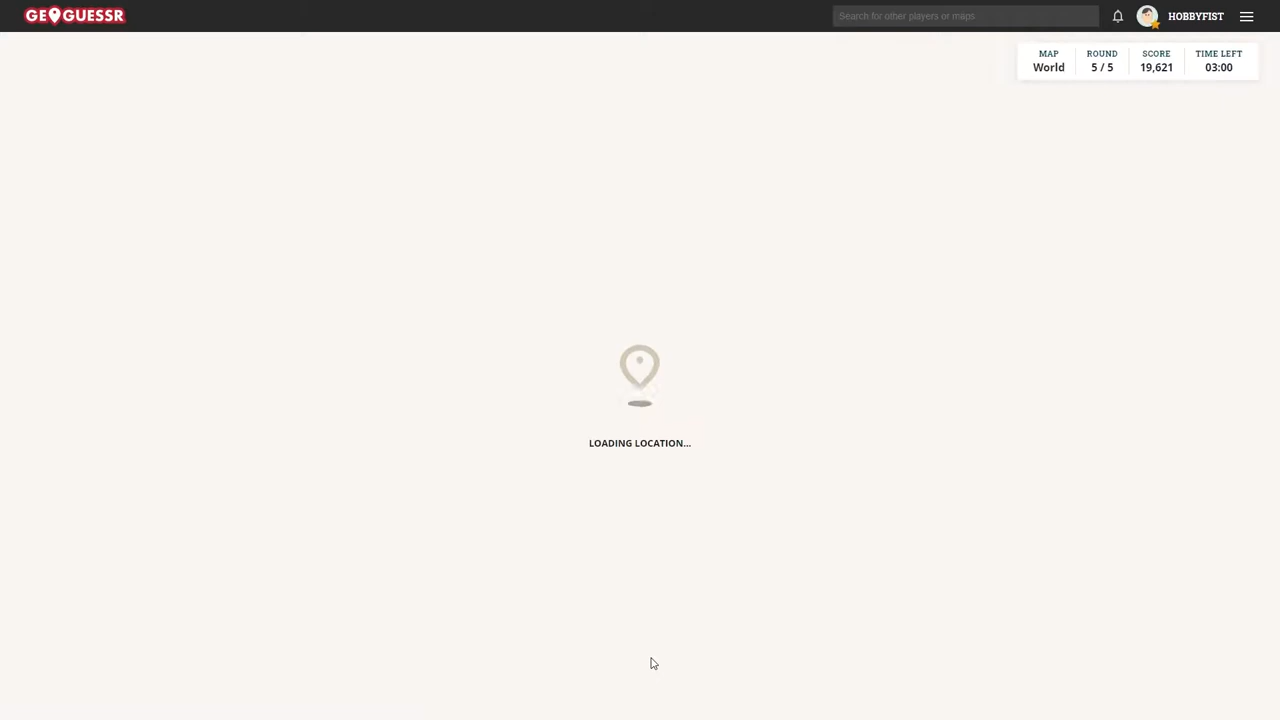 GEOGUESSR
Search for other players or maps
HOBBYFIST
MAP ROUND SCORE TIME LEFT
World 5 / 5 19,621 03:00
LOADING LOCATION...